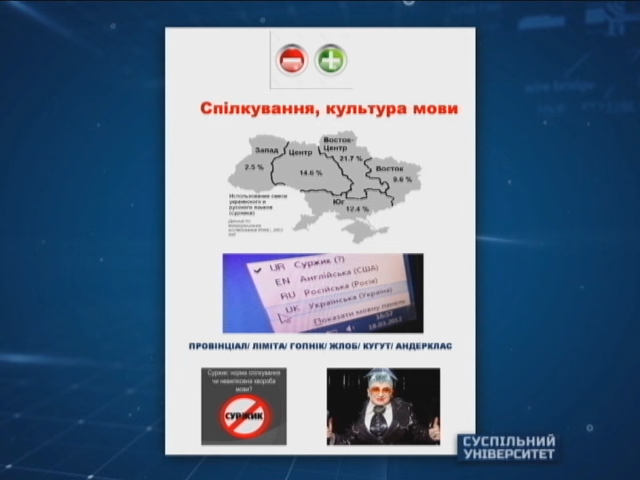 Спілкування, культура мови
Восток-
Центр
21.7 %
Запад
2.5 %
Центр
14.6 %
Восток
9.6 %
Юг
12.4 %
Использование смеси
украинского и
русского языков
(суржика)
UR Суржик (?)
EN Англійська (США)
RU Російська (Росія)
UK Українська (Україна)
Показати мовну панель
ПРОВІНЦІАЛ/ ЛІМІТА/ ГОПНІК/ ЖЛОБ/ КУГУТ/ АНДЕРКЛАС
Суржик: норма спілкування
чи невиліковна хвороба
мови?
СУРЖИК
СУСПІЛЬНИЙ
УНІВЕРСИТЕТ